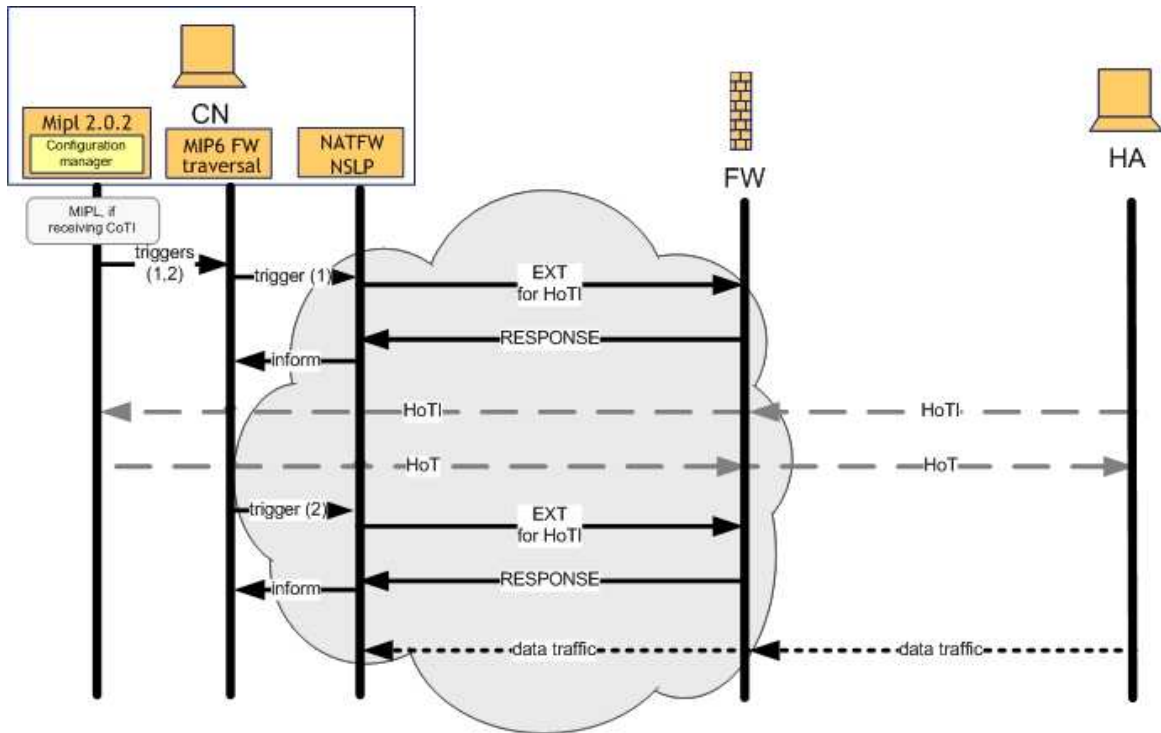 CN
Mipl 2.0.2
Configuration
manager
MIP6 FW
traversal
NATFW
NSLP
FW
HA
MIPL, if
receiving CoTI
triggers
(1,2)
trigger (1)
EXT
for HoTI
RESPONSE
inform
HoTI
HoTI
HoT
HoT
trigger (2)
EXT
for HoTI
RESPONSE
inform
data traffic
data traffic